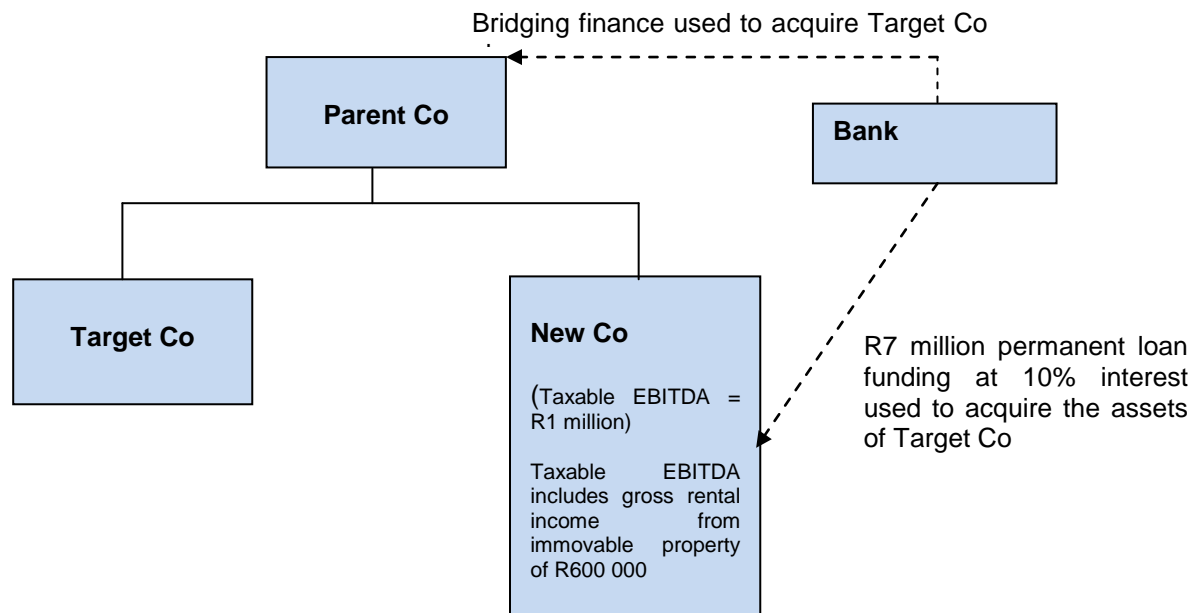 Bridging finance used to acquire Target Co
Parent Co
Bank
Target Co
New Co
(Taxable EBITDA =
R1 million)
Taxable EBITDA
includes gross rental
income from
immovable property
of R600 000
R7 million permanent loan
funding at 10% interest
used to acquire the assets
of Target Co